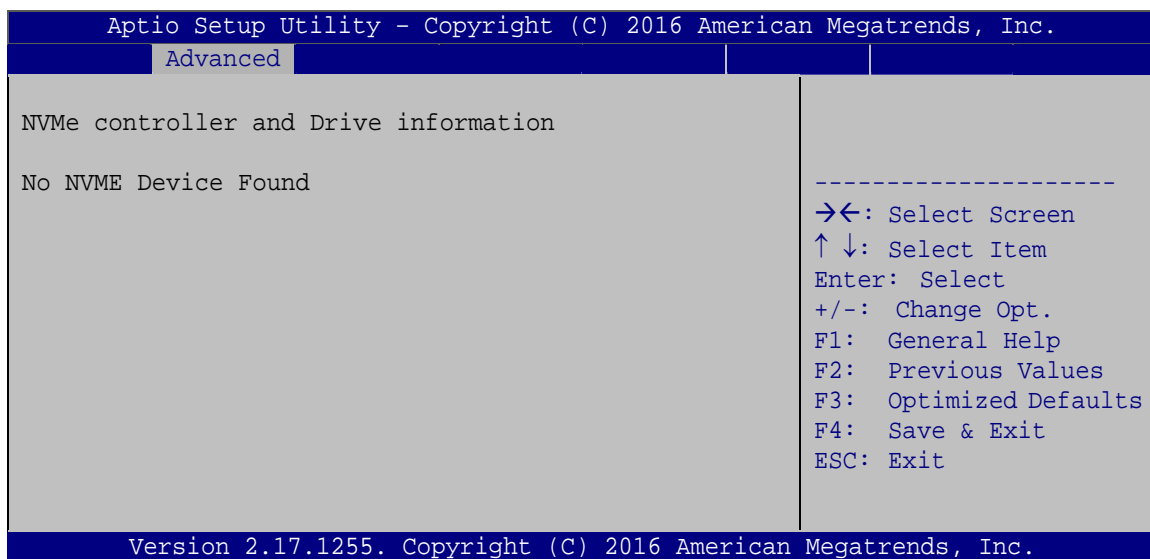 Aptio Setup Utility – Copyright (C) 2016 American Megatrends, Inc.
Advanced
NVMe controller and Drive information
No NVME Device Found
----------------------
→←: Select Screen
↑ ↓: Select Item
Enter: Select
+/-: Change Opt.
F1: General Help
F2: Previous Values
F3: Optimized Defaults
F4: Save & Exit
ESC: Exit
Version 2.17.1255. Copyright (C) 2016 American Megatrends, Inc.